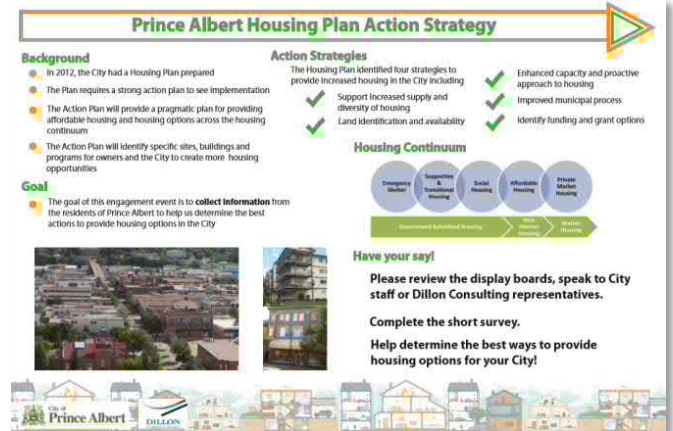 Prince Albert Housing Plan Action Strategy
Background
In 2012, the City had a Housing Plan prepared
The Plan requires a strong action plan to see implementation
The Action Plan will provide a pragmatic plan for providing
affordable housing and housing options across the housing
continuum
The Action Plan will identify specific sites, buildings and
programs for owners and the City to create more housing
opportunities
Goal
The goal of this engagement event is to collect information from
the residents of Prince Albert to help us determine the best
actions to provide housing options in the City
Action Strategies
The Housing Plan identified four strategies to
provide increased housing in the City including
Support Increased supply and
diversity of housing
Land identification and availability
Enhanced capacity and proactive
approach to housing
Improved municipal process
Identify funding and grant options
Housing Continuum
Emergency
Shelter
Supportive
&
Transitional
Housing
Social
Housing
Affordable
Housing
Private
Market
Housing
Government Subsidized Housing
Non-
Market
Housing
Market
Housing
Have your say!
Please review the display boards, speak to City
staff or Dillon Consulting representatives.
Complete the short survey.
Help determine the best ways to provide
housing options for your City!
City of
Prince Albert
DILLON